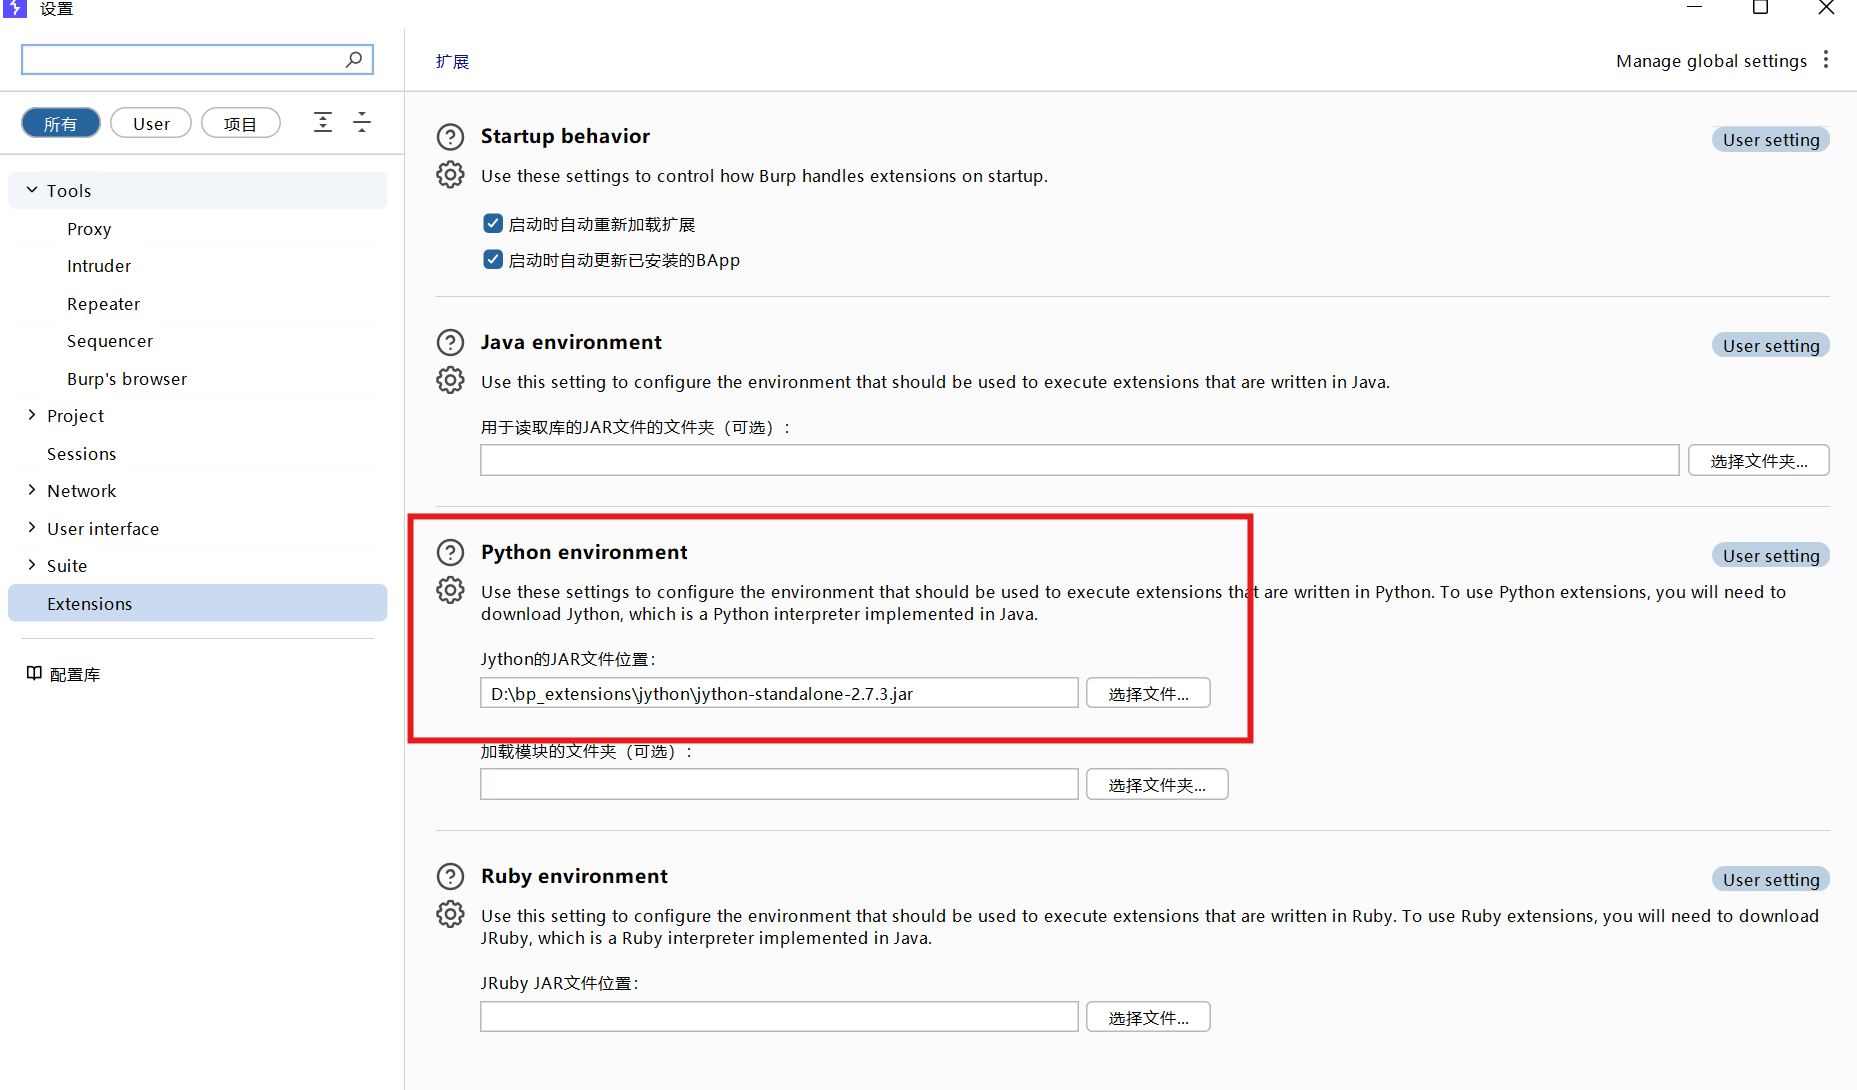 设置
扩展
Manage global settings
所有
User
项目
Tools
Proxy
Intruder
Repeater
Sequencer
Burp's browser
Project
Sessions
Network
User interface
Suite
Extensions
配置库
Startup behavior
User setting
Use these settings to control how Burp handles extensions on startup.
启动时自动重新加载扩展
启动时自动更新已安装的BApp
Java environment
User setting
Use this setting to configure the environment that should be used to execute extensions that are written in Java.
用于读取库的JAR文件的文件夹（可选）:
选择文件夹...
Python environment
User setting
Use these settings to configure the environment that should be used to execute extensions that are written in Python. To use Python extensions, you will need to
download Jython, which is a Python interpreter implemented in Java.
Jython的JAR文件位置:
D:\bp_extensions\jython\jython-standalone-2.7.3.jar
选择文件...
加载模块的文件夹（可选）:
选择文件夹...
Ruby environment
User setting
Use this setting to configure the environment that should be used to execute extensions that are written in Ruby. To use Ruby extensions, you will need to download
JRuby, which is a Ruby interpreter implemented in Java.
JRuby JAR文件位置:
选择文件...